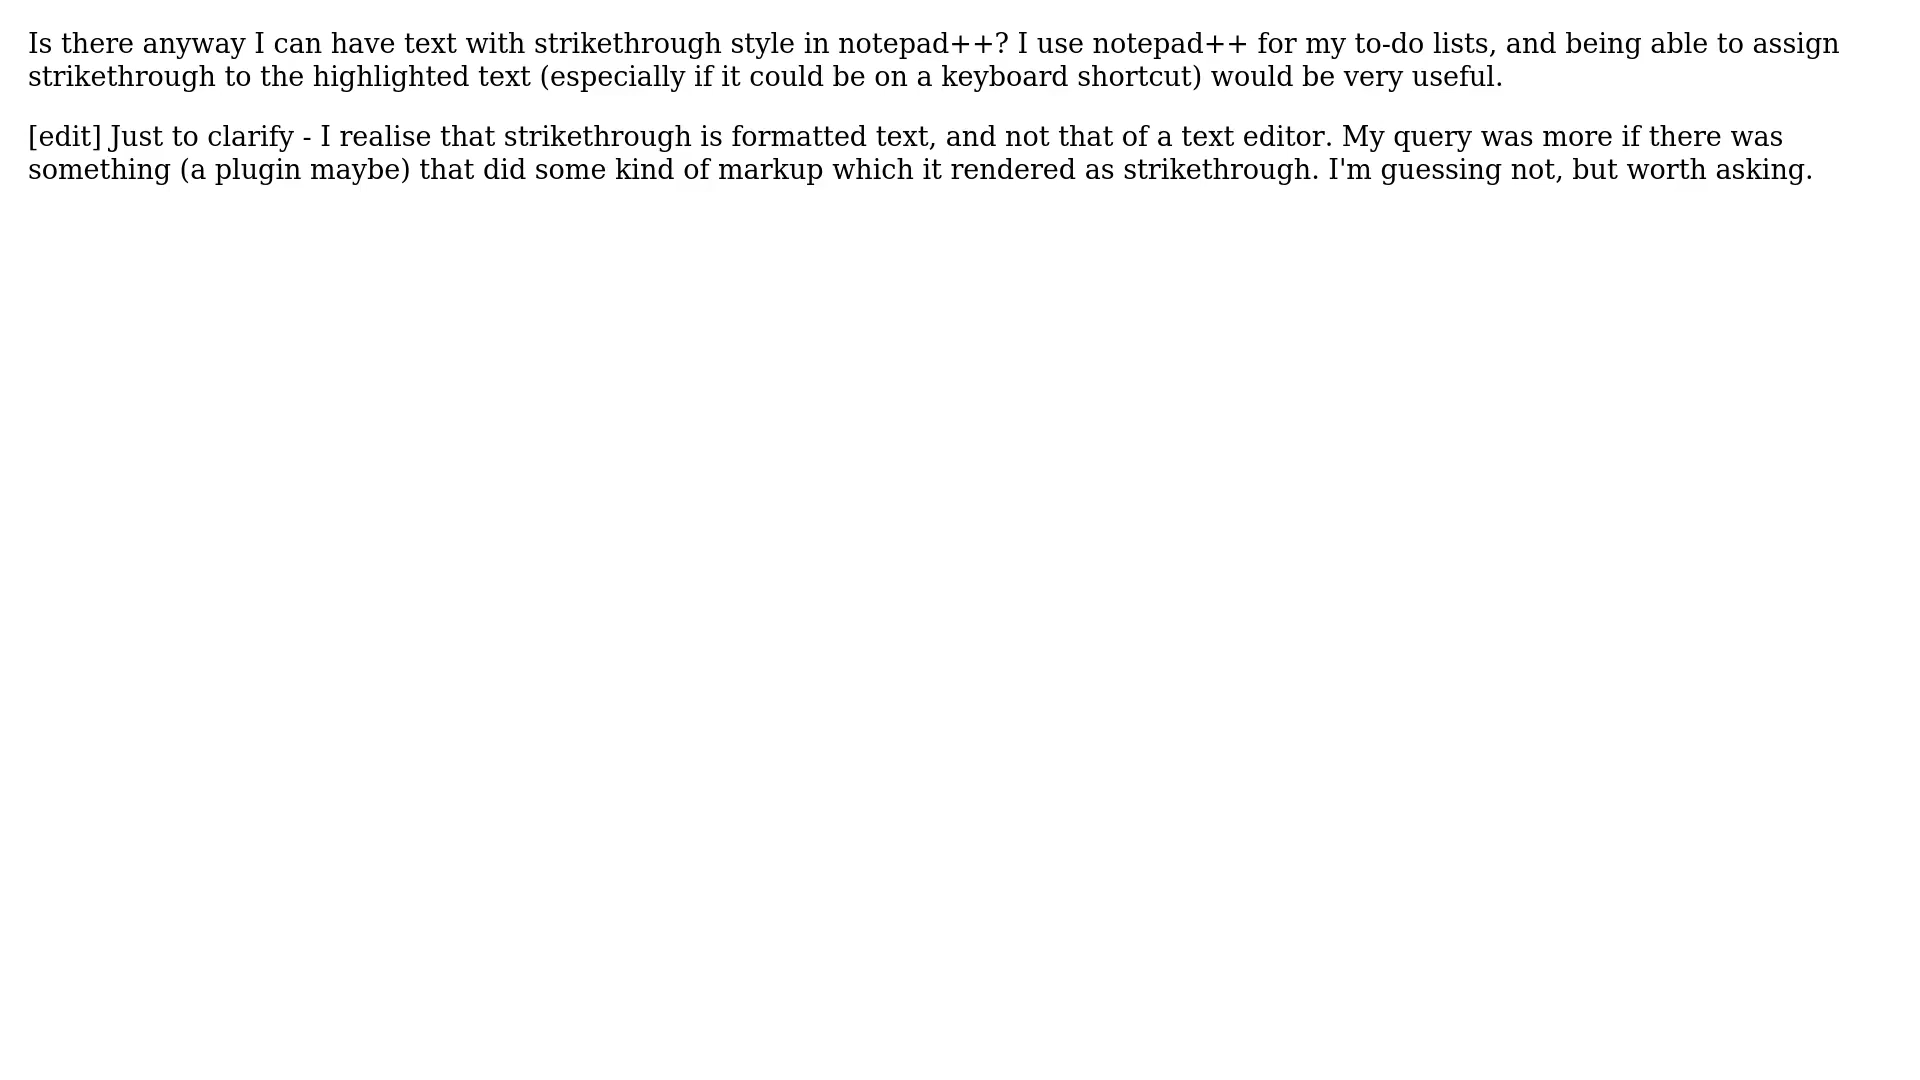 Is there anyway I can have text with strikethrough style in notepad++? I use notepad++ for my to-do lists, and being able to assign
strikethrough to the highlighted text (especially if it could be on a keyboard shortcut) would be very useful.
[edit] Just to clarify - I realise that strikethrough is formatted text, and not that of a text editor. My query was more if there was
something (a plugin maybe) that did some kind of markup which it rendered as strikethrough. I'm guessing not, but worth asking.